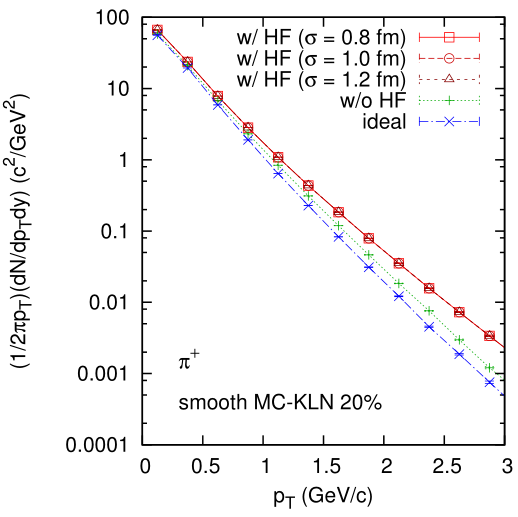 100
10
1
0.1
0.01
0.001
0.0001
(1/2πp_T)(dN/dp_Tdy) (c²/GeV²)
w/ HF (σ = 0.8 fm)
w/ HF (σ = 1.0 fm)
w/ HF (σ = 1.2 fm)
w/o HF
ideal
π⁺
smooth MC-KLN 20%
0 0.5 1 1.5 2 2.5 3
p_T (GeV/c)